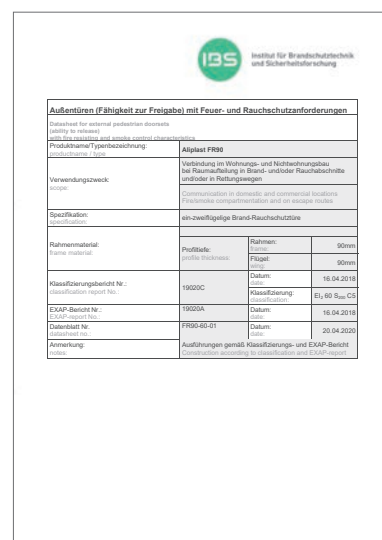 IBS
Institut für Brandschutztechnik
und Sicherheitsforschung
Außentüren (Fähigkeit zur Freigabe) mit Feuer- und Rauchschutzanforderungen
Datasheet for external pedestrian doorsets
(ability to release)
with fire resisting and smoke control characteristics
Produktname/Typenbezeichnung:
productname / type
Aliplast FR90
Verwendungszweck:
scope:
Verbindung im Wohnungs- und Nichtwohnungsbau
bei Raumaufteilung in Brand- und/oder Rauchabschnitte
und/oder in Rettungswegen
Communication in domestic and commercial locations
Fire/smoke compartmentation and on escape routes
Spezifikation:
specification:
ein-zweiflügelige Brand-Rauchschutztüre
Rahmenmaterial:
frame material:
Profiltiefe:
profile thickness:
Rahmen:
frame:
90mm
Flügel:
wing:
90mm
Klassifizierungsbericht Nr.:
classification report No.:
19020C
Datum:
date:
16.04.2018
Klassifizierung:
classification:
EI₂ 60 S₂₀₀ C5
EXAP-Bericht Nr.:
EXAP-report No.:
19020A
Datum:
date:
16.04.2018
Datenblatt Nr.
datasheet no.:
FR90-60-01
Datum:
date:
20.04.2020
Anmerkung:
notes:
Ausführungen gemäß Klassifizierungs- und EXAP-Bericht
Construction according to classification and EXAP-report